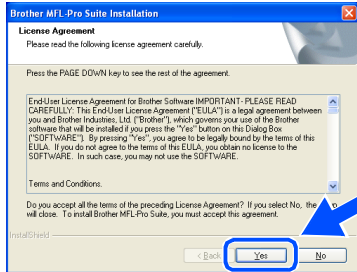 Brother MFL-Pro Suite Installation
License Agreement
Please read the following license agreement carefully.
Press the PAGE DOWN key to see the rest of the agreement.
End-User License Agreement for Brother Software IMPORTANT- PLEASE READ
CAREFULLY: This End-User License Agreement ("EULA") is a legal agreement between
you and Brother Industries, Ltd. ("Brother"), which governs your use of the Brother
software that will be installed if you press the "Yes" button on this Dialog Box
("SOFTWARE"). By pressing "Yes", you agree to be legally bound by the terms of this
EULA. If you do not agree to the terms of this EULA, you obtain no license to the
SOFTWARE. In such case, you may not use the SOFTWARE.
Terms and Conditions.
Do you accept all the terms of the preceding License Agreement? If you select No, the
will close. To install Brother MFL-Pro Suite, you must accept this agreement.
InstallShield
< Back
Yes
No